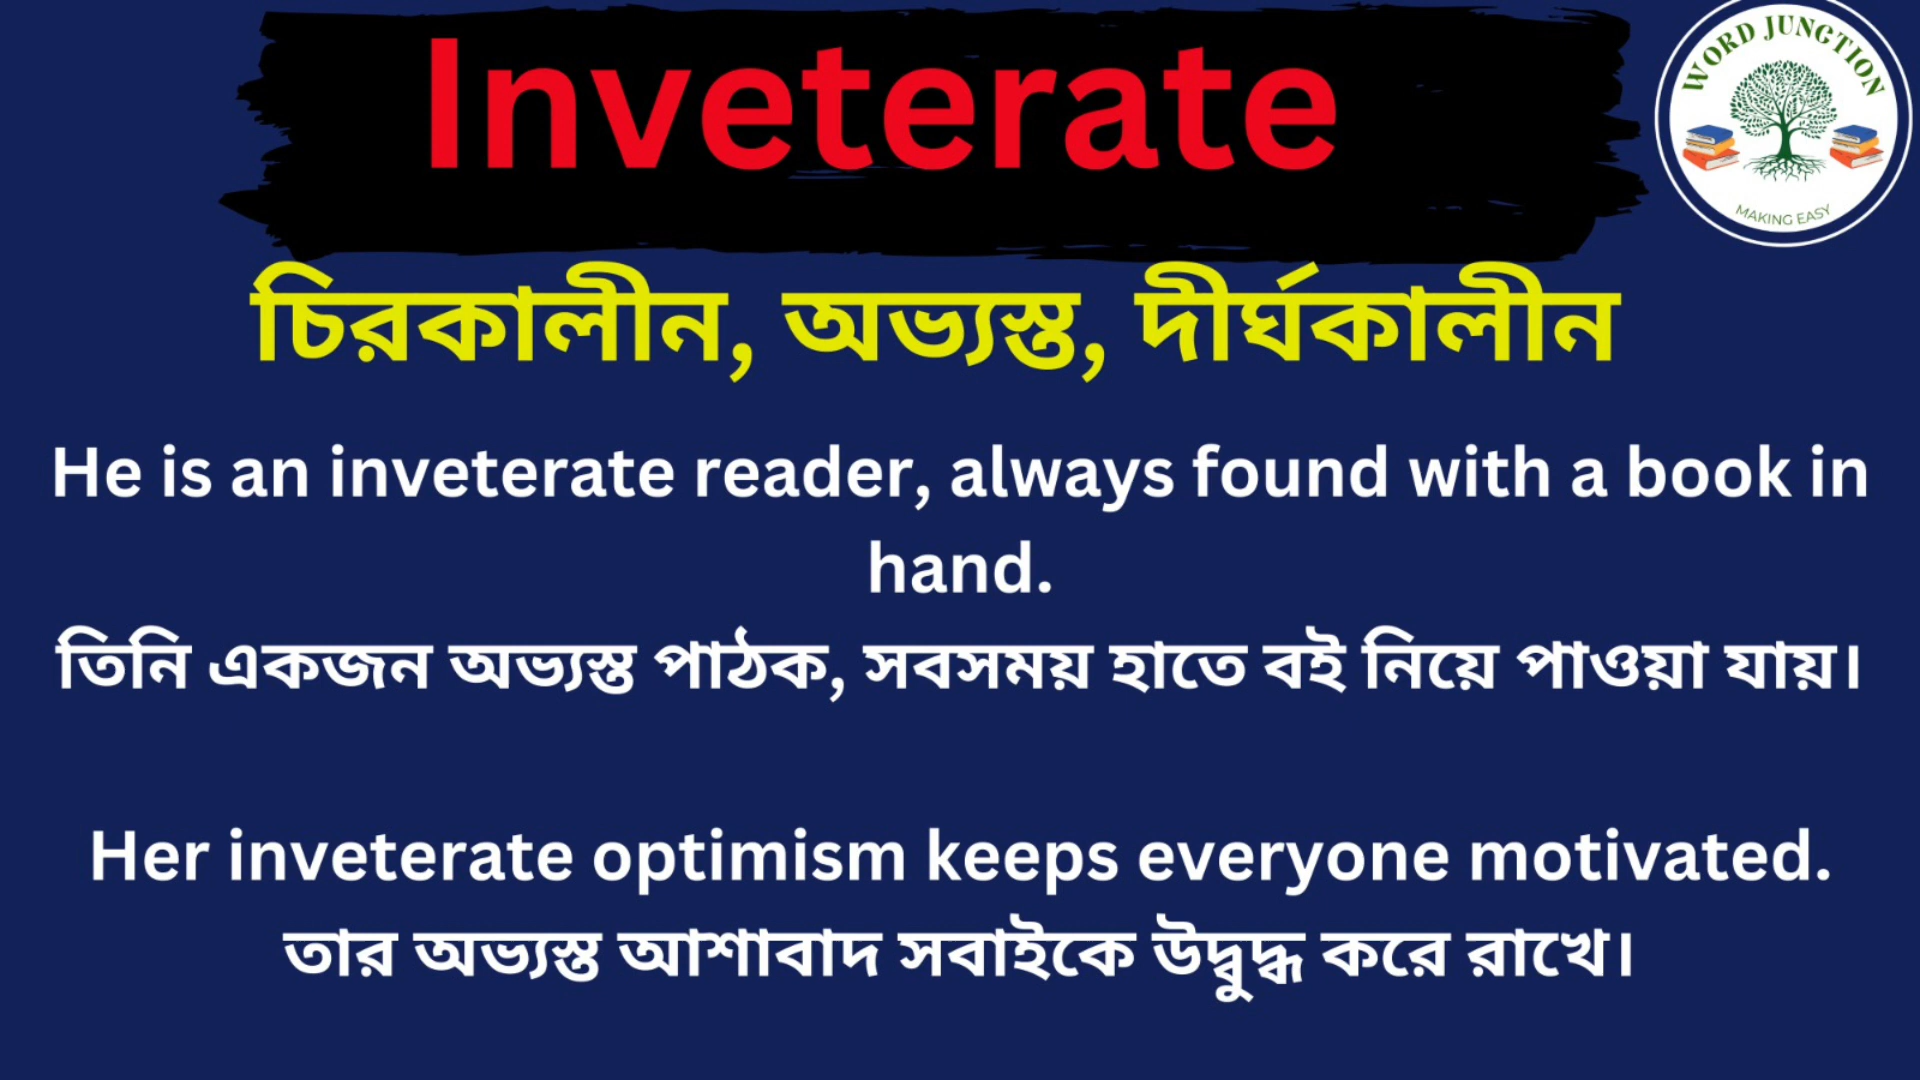 Inveterate
WORD JUNCTION
MAKING EASY
চিরকালীন, অভ্যস্ত, দীর্ঘকালীন
He is an inveterate reader, always found with a book in
hand.
তিনি একজন অভ্যস্ত পাঠক, সবসময় হাতে বই নিয়ে পাওয়া যায়।
Her inveterate optimism keeps everyone motivated.
তার অভ্যস্ত আশাবাদ সবাইকে উদ্বুদ্ধ করে রাখে।